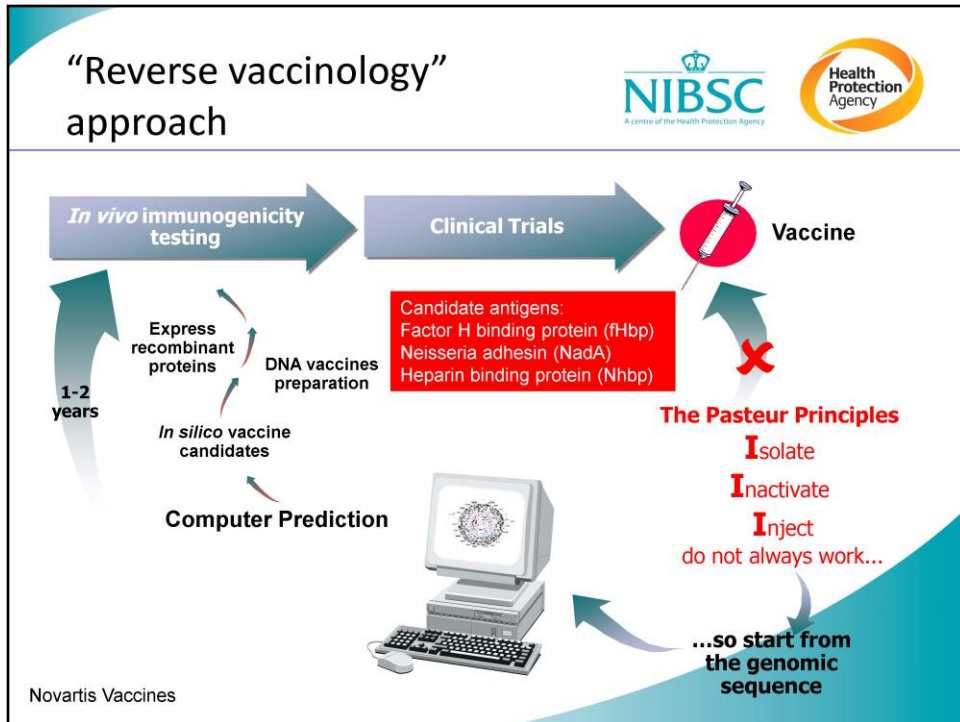 “Reverse vaccinology”
approach
NIBSC
A centre of the Health Protection Agency
Health
Protection
Agency
In vivo immunogenicity
testing
Clinical Trials
Vaccine
Candidate antigens:
Factor H binding protein (fHbp)
Neisseria adhesin (NadA)
Heparin binding protein (Nhbp)
Express
recombinant
proteins
DNA vaccines
preparation
1-2
years
In silico vaccine
candidates
Computer Prediction
The Pasteur Principles
Isolate
Inactivate
Inject
do not always work...
...so start from
the genomic
sequence
Novartis Vaccines